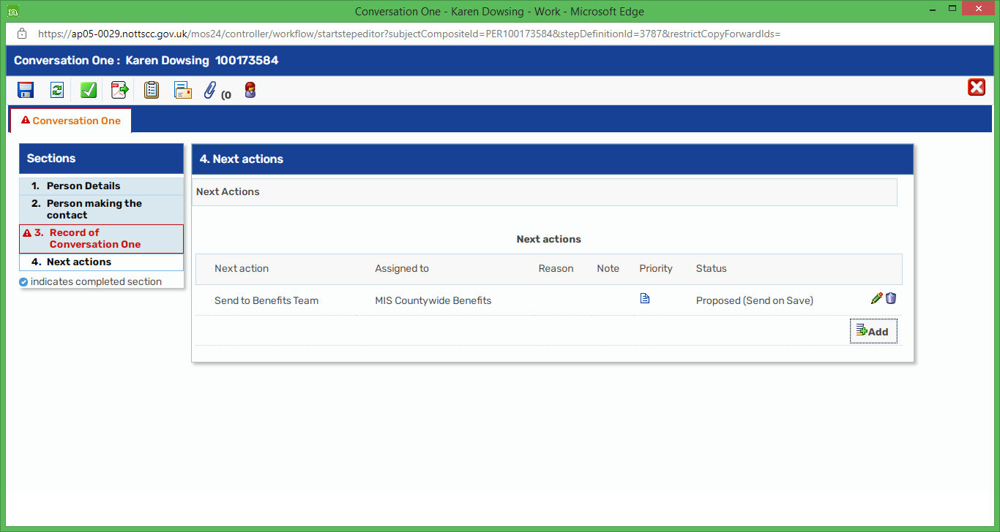 Conversation One - Karen Dowsing - Work - Microsoft Edge
https://ap05-0029.nottscc.gov.uk/mos24/controller/workflow/startstepeditor?subjectCompositeId=PER100173584&stepDefinitionId=3787&restrictCopyForwardIds=
Conversation One : Karen Dowsing 100173584
(0
Conversation One
Sections
1. Person Details
2. Person making the
contact
3. Record of
Conversation One
4. Next actions
indicates completed section
4. Next actions
Next Actions
Next actions
Next action Assigned to Reason Note Priority Status
Send to Benefits Team MIS Countywide Benefits Proposed (Send on Save)
Add